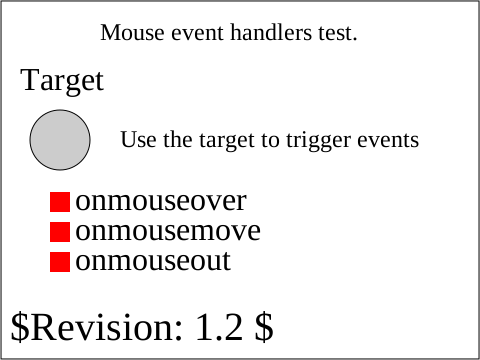 Mouse event handlers test.
Target
Use the target to trigger events
onmouseover
onmousemove
onmouseout
$Revision: 1.2 $